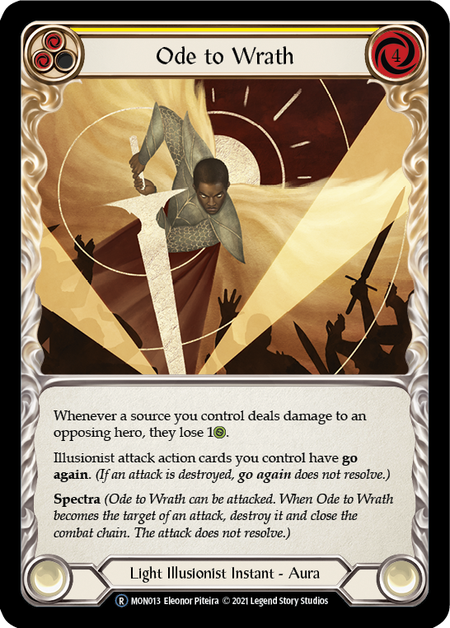 4
Ode to Wrath
Whenever a source you control deals damage to an
opposing hero, they lose 1.
Illusionist attack action cards you control have go
again. (If an attack is destroyed, go again does not resolve.)
Spectra (Ode to Wrath can be attacked. When Ode to Wrath
becomes the target of an attack, destroy it and close the
combat chain. The attack does not resolve.)
Light Illusionist Instant - Aura
R MON013 Eleonor Piteira © 2021 Legend Story Studios